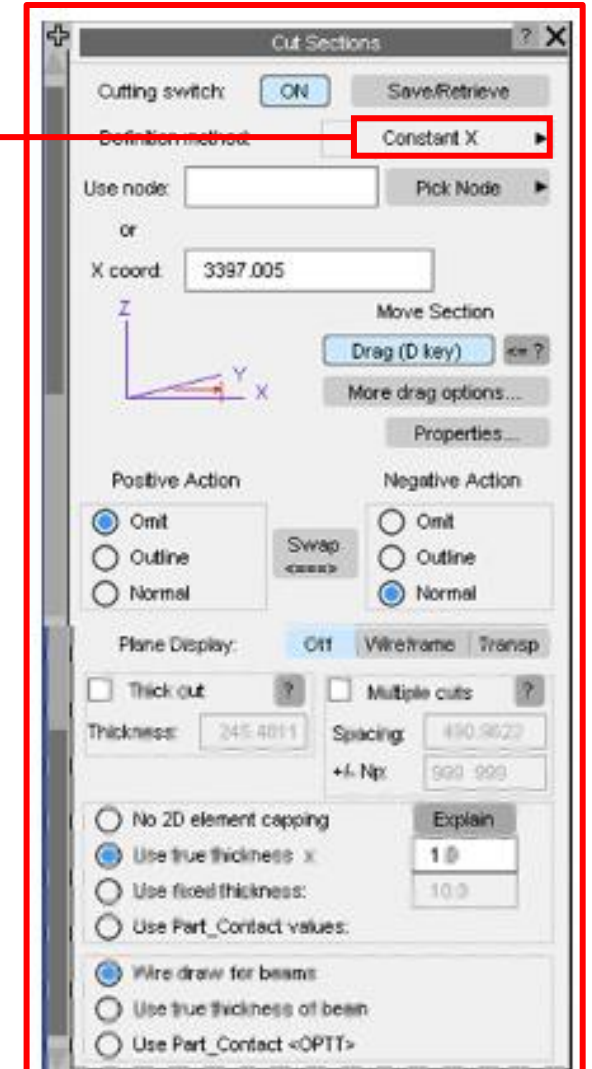 Cut Sections ? X
Cutting switch: ON Save/Retrieve
Definition method: Constant X
Use node: Pick Node
or
X coord: 3397.005
Z
Y
X
Move Section
Drag (D key) <= ?
More drag options...
Properties...
Positive Action Negative Action
Omit Omit
Outline Swap Outline
<===>
Normal Normal
Plane Display: Off Wireframe Transp
Thick cut ? Multiple cuts ?
Thickness: 245.4811 Spacing: 490.9622
+/- Np: 999 999
No 2D element capping Explain
Use true thickness x 1.0
Use fixed thickness: 10.0
Use Part_Contact values:
Wire draw for beams
Use true thickness of beam
Use Part_Contact <OPTT>